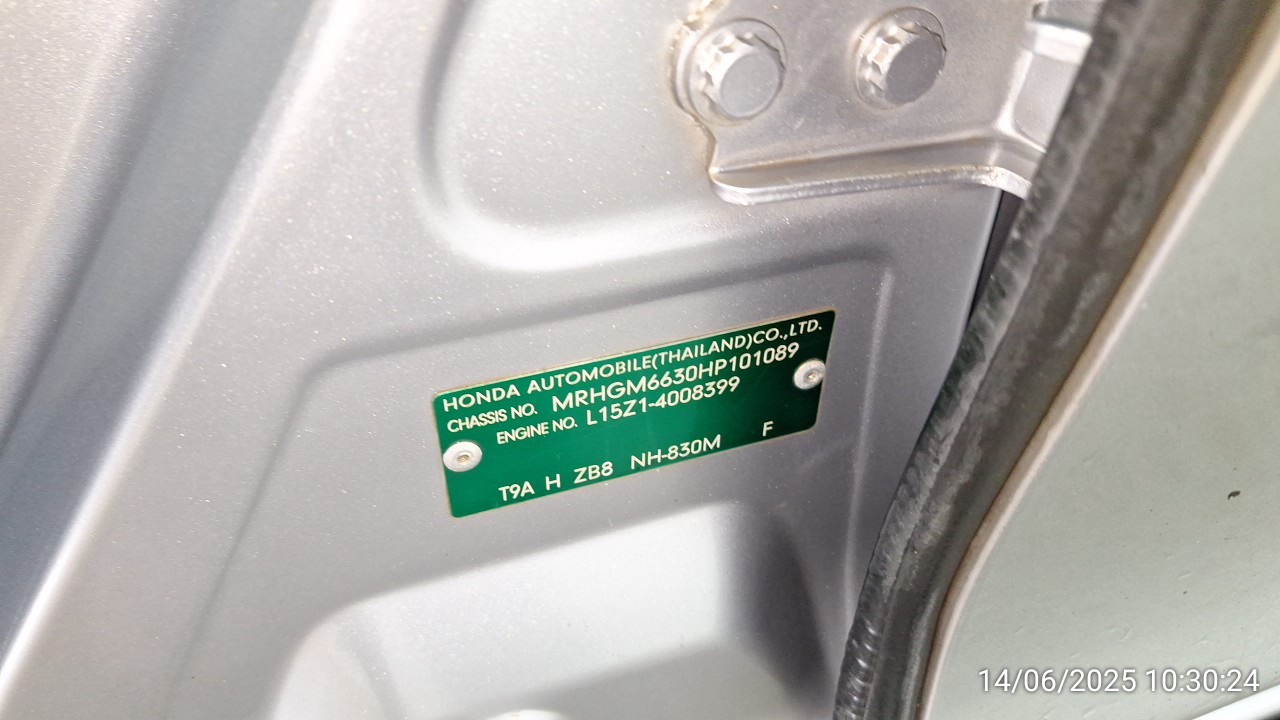 HONDA AUTOMOBILE(THAILAND)CO.,LTD.
CHASSIS NO. MRHGM6630HP101089
ENGINE NO. L15Z1-4008399
T9A H ZB8 NH-830M F
14/06/2025 10:30:24